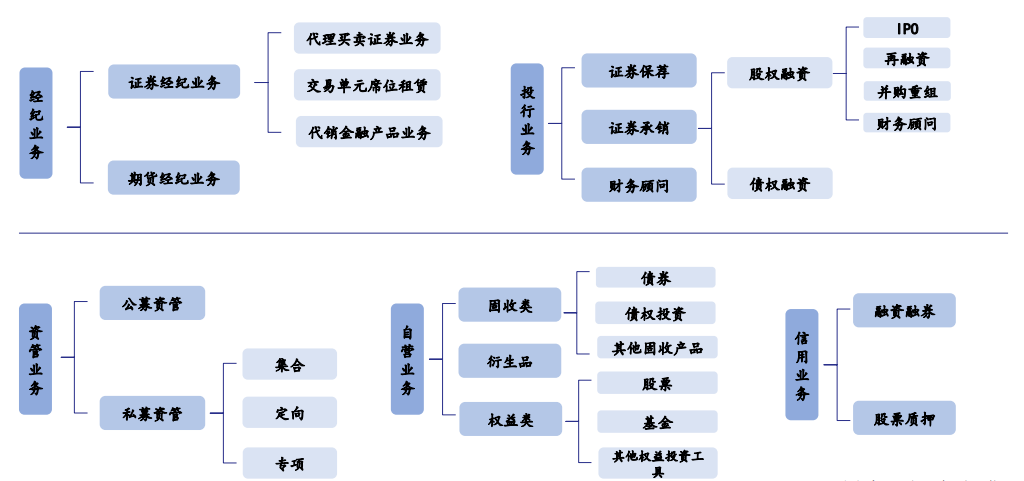 经纪业务
证券经纪业务
代理买卖证券业务
交易单元席位租赁
代销金融产品业务
期货经纪业务
投行业务
证券保荐
证券承销
股权融资
IPO
再融资
并购重组
财务顾问
债权融资
财务顾问
资管业务
公募资管
私募资管
集合
定向
专项
自营业务
固收类
债券
债权投资
其他固收产品
衍生品
权益类
股票
基金
其他权益投资工
具
信用业务
融资融券
股票质押